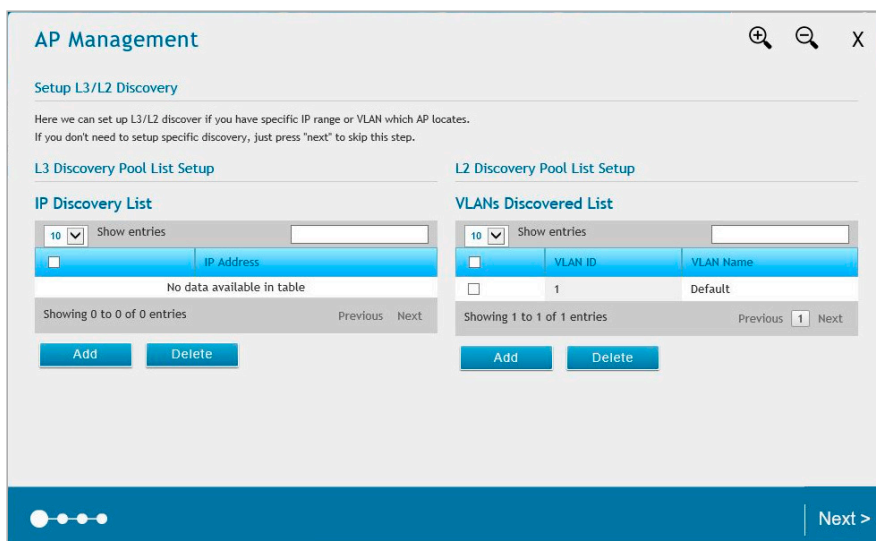 AP Management
X
Setup L3/L2 Discovery
Here we can set up L3/L2 discover if you have specific IP range or VLAN which AP locates.
If you don't need to setup specific discovery, just press "next" to skip this step.
L3 Discovery Pool List Setup
IP Discovery List
10 Show entries
IP Address
No data available in table
Showing 0 to 0 of 0 entries Previous Next
Add Delete
L2 Discovery Pool List Setup
VLANs Discovered List
10 Show entries
VLAN ID VLAN Name
1 Default
Showing 1 to 1 of 1 entries Previous 1 Next
Add Delete
Next >